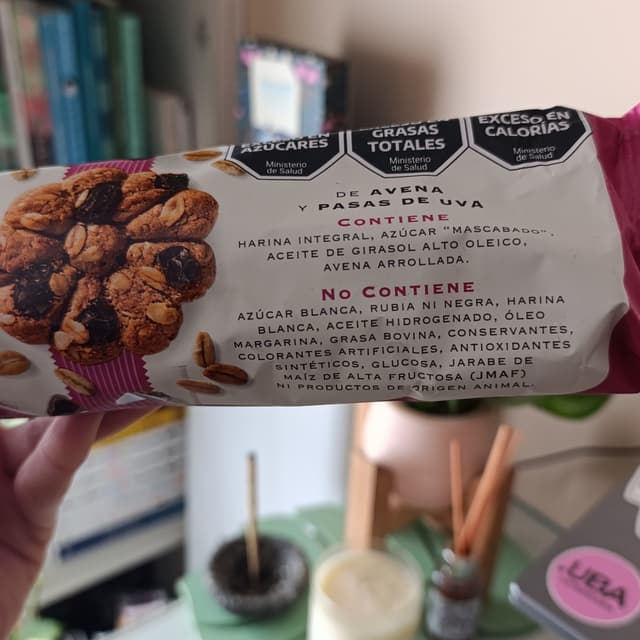 AZÚCARES
Ministerio
de Salud
GRASAS
TOTALES
Ministerio
de Salud
EXCESO EN
CALORÍAS
Ministerio
de Salud
DE AVENA
Y PASAS DE UVA
CONTIENE
HARINA INTEGRAL, AZÚCAR "MASCABADO",
ACEITE DE GIRASOL ALTO OLEICO,
AVENA ARROLLADA.
NO CONTIENE
AZÚCAR BLANCA, RUBIA NI NEGRA, HARINA
BLANCA, ACEITE HIDROGENADO, ÓLEO
MARGARINA, GRASA BOVINA, CONSERVANTES,
COLORANTES ARTIFICIALES, ANTIOXIDANTES
SINTÉTICOS, GLUCOSA, JARABE DE
MAÍZ DE ALTA FRUCTOSA (JMAF)
NI PRODUCTOS DE ORIGEN ANIMAL.
.UBA